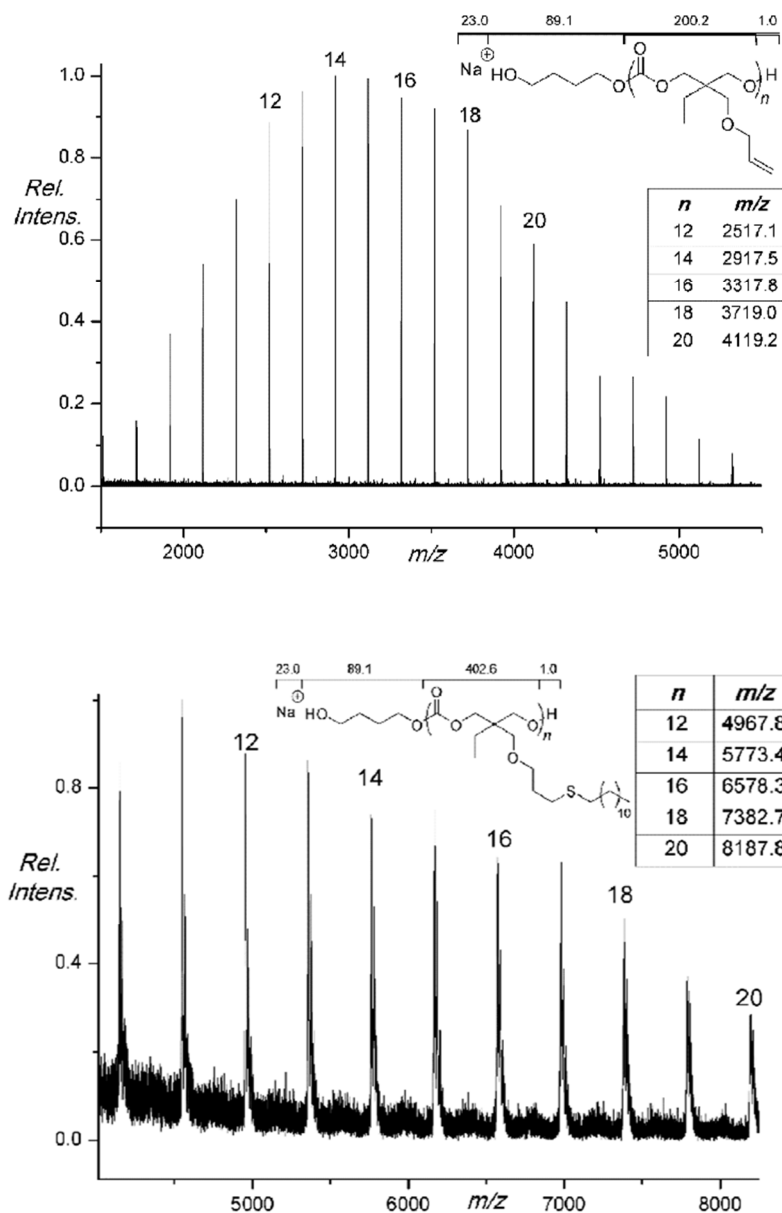 23.0 89.1 200.2 1.0
Na ⊕ HO O ( O O O ) H n
O
1.0
0.8
0.6
0.4
0.2
0.0
Rel.
Intens.
12
14
16
18
20
n m/z
12 2517.1
14 2917.5
16 3317.8
18 3719.0
20 4119.2
2000 3000 4000 5000
m/z
23.0 89.1 402.6 1.0
Na ⊕ HO O ( O O O ) H n
O
S ( ) 10
n m/z
12 4967.8
14 5773.4
16 6578.3
18 7382.7
20 8187.8
0.8
0.4
0.0
Rel.
Intens.
12
14
16
18
20
5000 6000 7000 8000
m/z